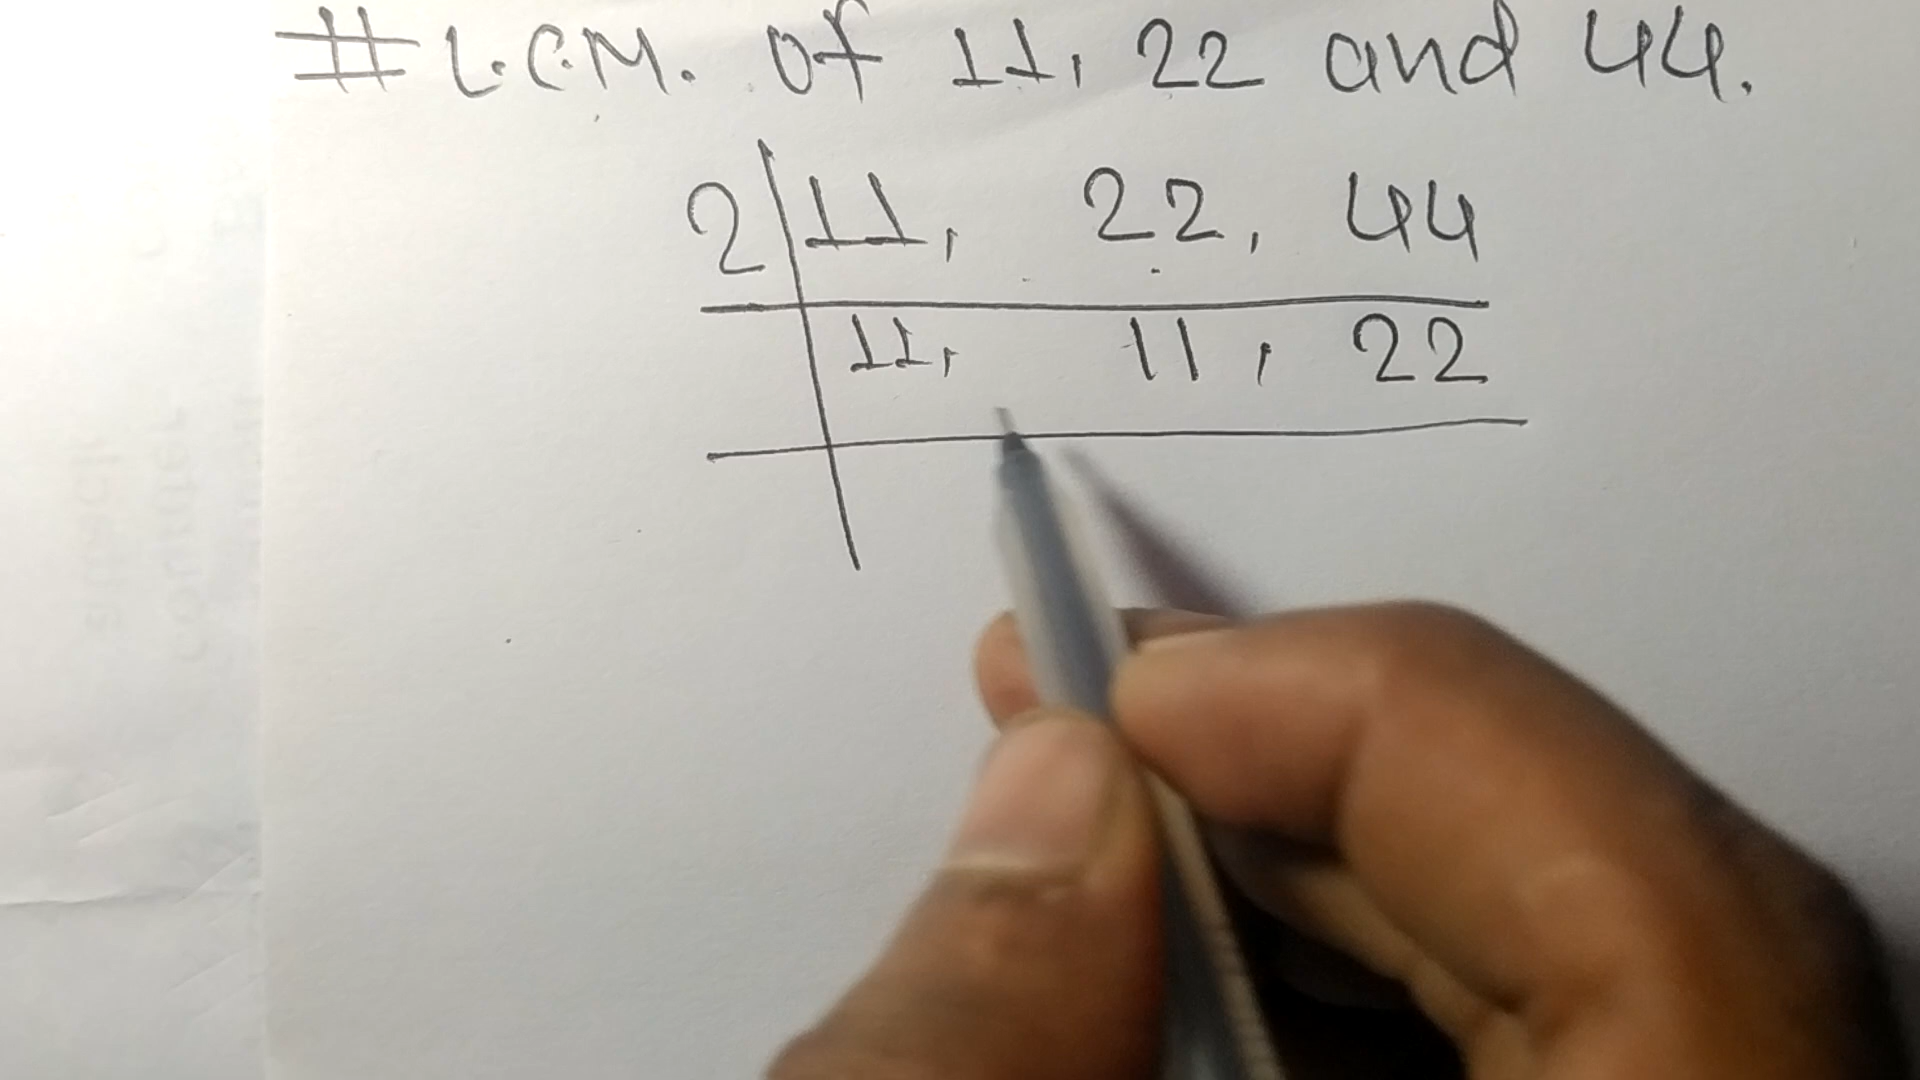 # L.C.M. of 11, 22 and 44.
2 11, 22, 44
11, 11, 22